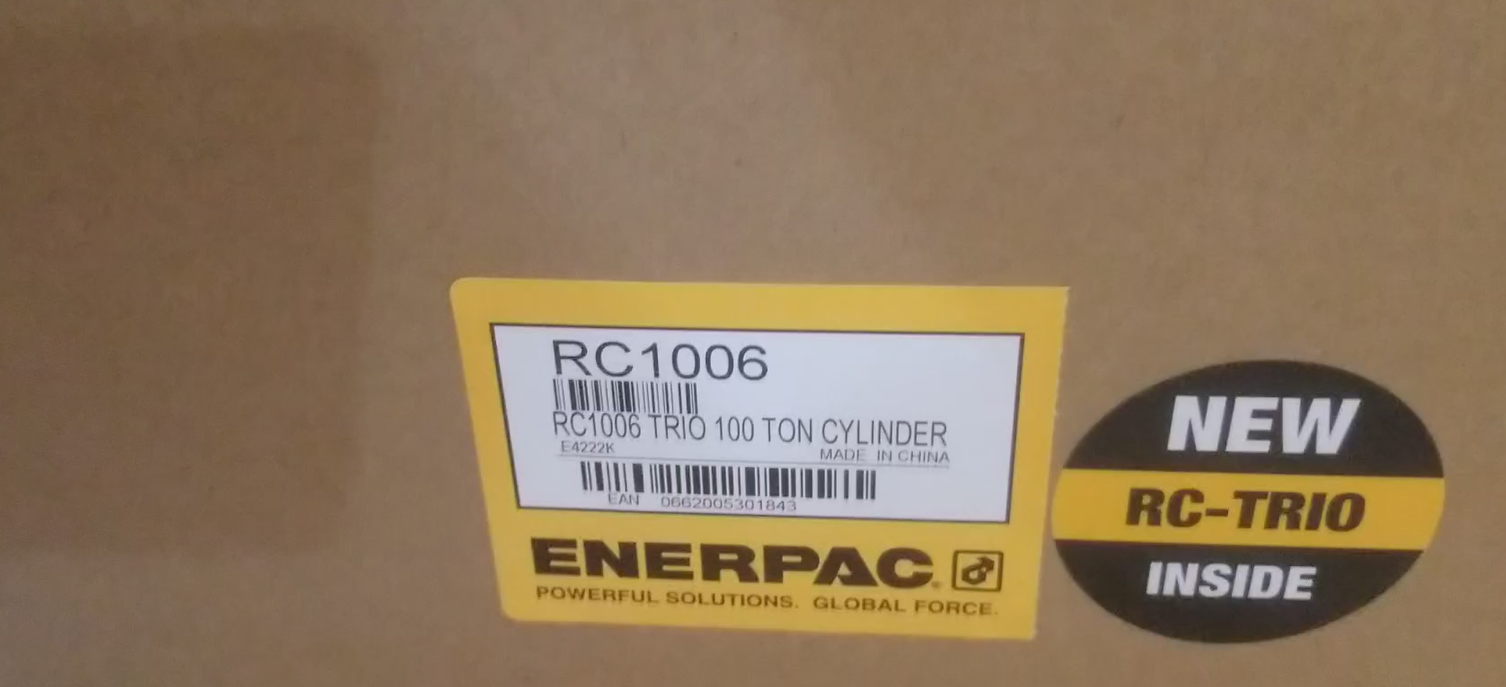 RC1006
RC1006 TRIO 100 TON CYLINDER
E4222K MADE IN CHINA
EAN 0662005301843
ENERPAC®
POWERFUL SOLUTIONS. GLOBAL FORCE.
NEW
RC-TRIO
INSIDE